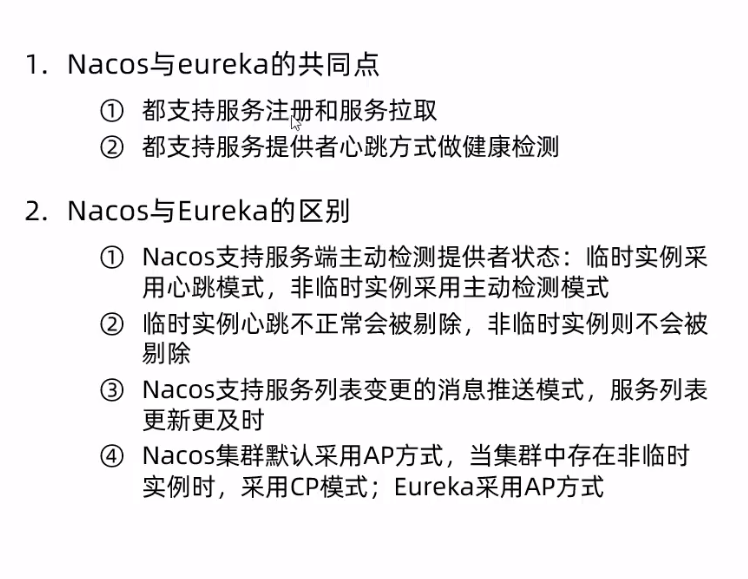 1. Nacos与eureka的共同点
① 都支持服务注册和服务拉取
② 都支持服务提供者心跳方式做健康检测
2. Nacos与Eureka的区别
① Nacos支持服务端主动检测提供者状态：临时实例采
用心跳模式，非临时实例采用主动检测模式
② 临时实例心跳不正常会被剔除，非临时实例则不会被
剔除
③ Nacos支持服务列表变更的消息推送模式，服务列表
更新更及时
④ Nacos集群默认采用AP方式，当集群中存在非临时
实例时，采用CP模式；Eureka采用AP方式